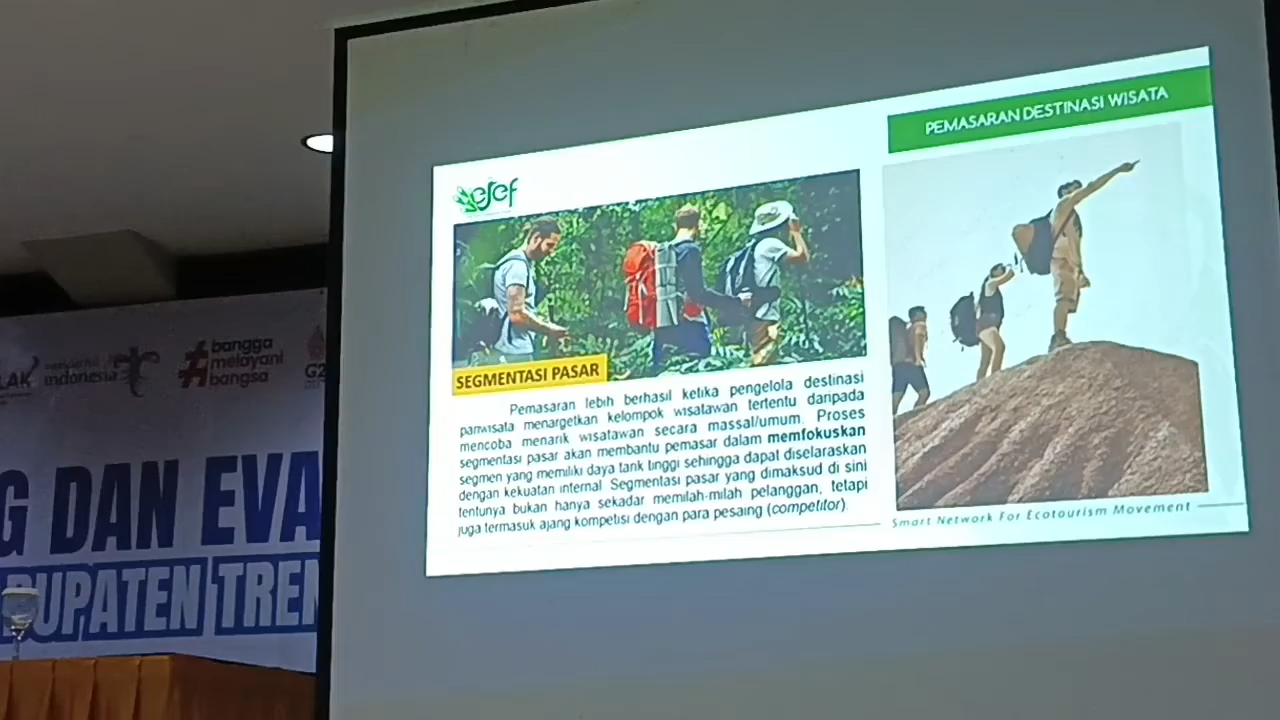 LAK
indonesia
#bangga
melayani
bangsa
G2
G DAN EVA
BUPATEN TREN
esef
PEMASARAN DESTINASI WISATA
SEGMENTASI PASAR
Pemasaran lebih berhasil ketika pengelola destinasi
pariwisata menargetkan kelompok wisatawan tertentu daripada
mencoba menarik wisatawan secara massal/umum. Proses
segmentasi pasar akan membantu pemasar dalam memfokuskan
segmen yang memiliki daya tarik tinggi sehingga dapat diselaraskan
dengan kekuatan internal. Segmentasi pasar yang dimaksud di sini
tentunya bukan hanya sekadar memilah-milah pelanggan, tetapi
juga termasuk ajang kompetisi dengan para pesaing (competitor).
Smart Network For Ecotourism Movement